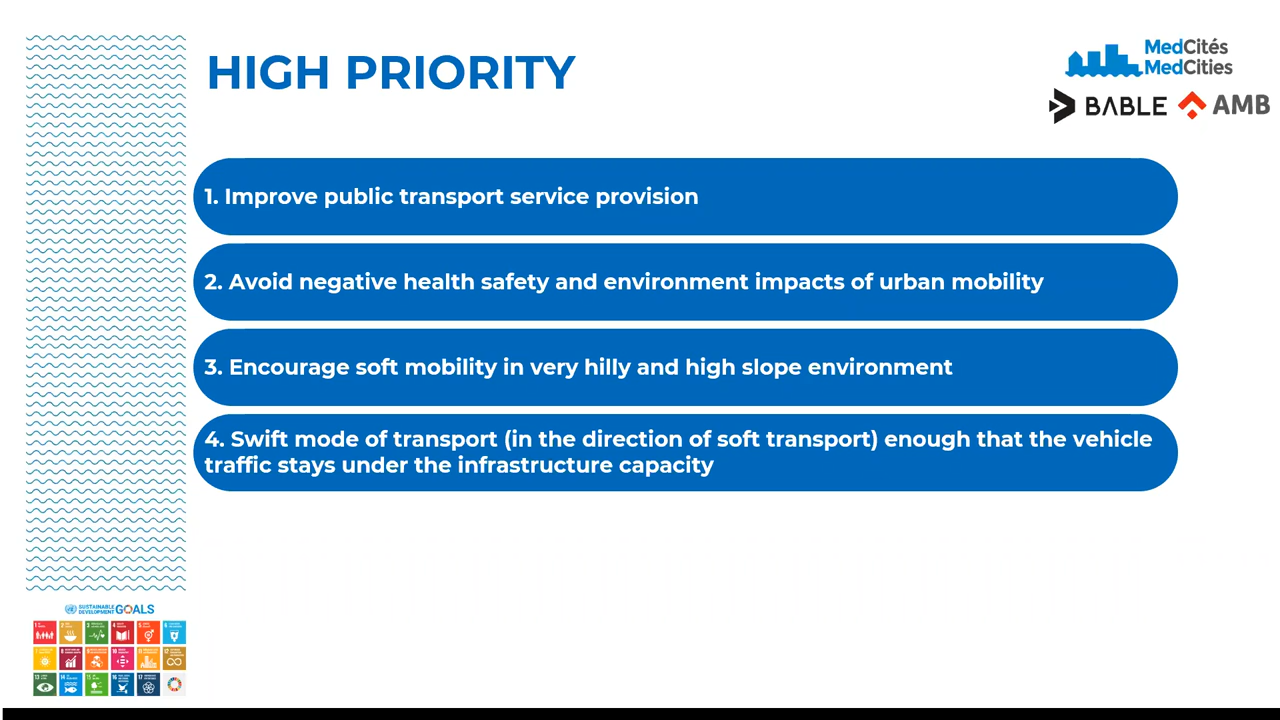 HIGH PRIORITY
MedCités
MedCities
BABLE
AMB
1. Improve public transport service provision
2. Avoid negative health safety and environment impacts of urban mobility
3. Encourage soft mobility in very hilly and high slope environment
4. Swift mode of transport (in the direction of soft transport) enough that the vehicle
traffic stays under the infrastructure capacity
SUSTAINABLE
DEVELOPMENT GOALS